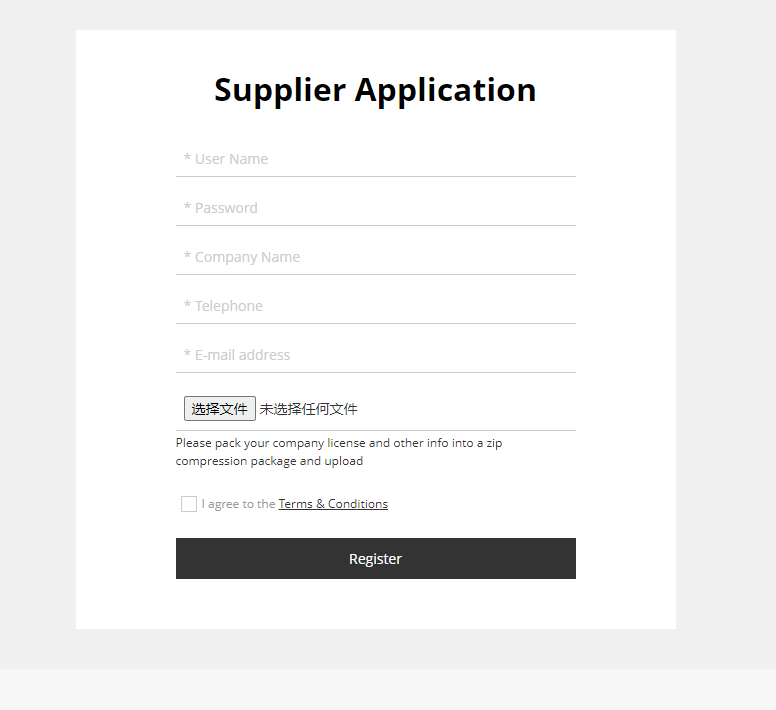 Supplier Application
* User Name
* Password
* Company Name
* Telephone
* E-mail address
选择文件 未选择任何文件
Please pack your company license and other info into a zip
compression package and upload
I agree to the Terms & Conditions
Register